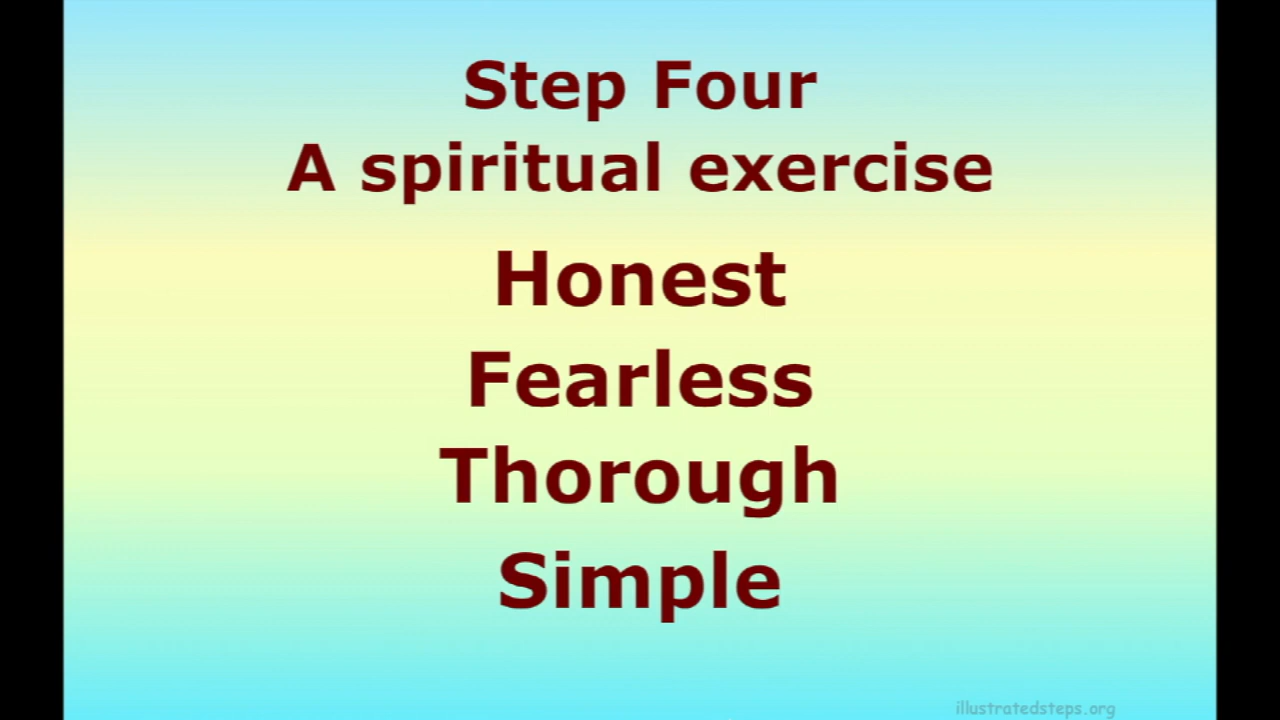 Step Four
A spiritual exercise
Honest
Fearless
Thorough
Simple
illustratedsteps.org